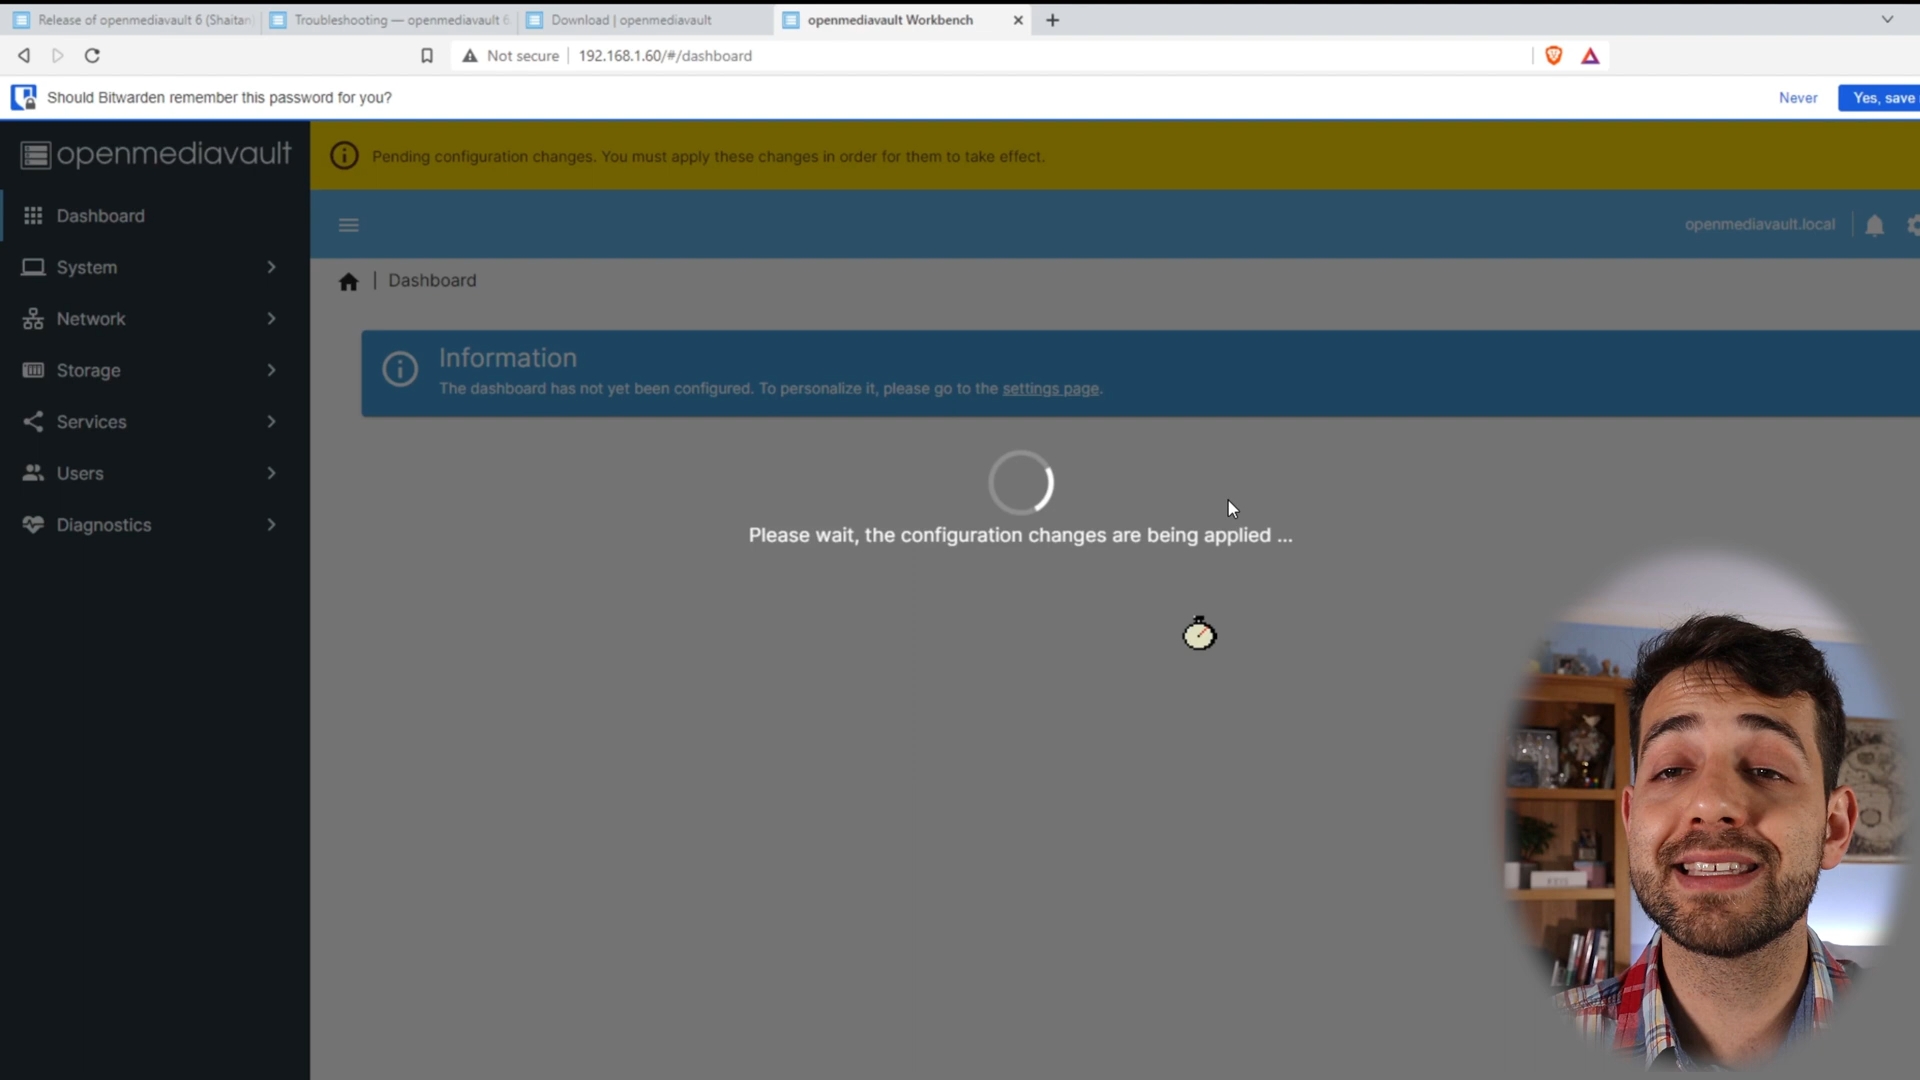 Release of openmediavault 6 (Shaitan
Troubleshooting — openmediavault 6.
Download | openmediavault
openmediavault Workbench
Not secure
192.168.1.60/#/dashboard
Should Bitwarden remember this password for you?
Never
Yes, save
openmediavault
Pending configuration changes. You must apply these changes in order for them to take effect.
Dashboard
System
Network
Storage
Services
Users
Diagnostics
openmediavault.local
| Dashboard
Information
The dashboard has not yet been configured. To personalize it, please go to the settings page.
Please wait, the configuration changes are being applied ...